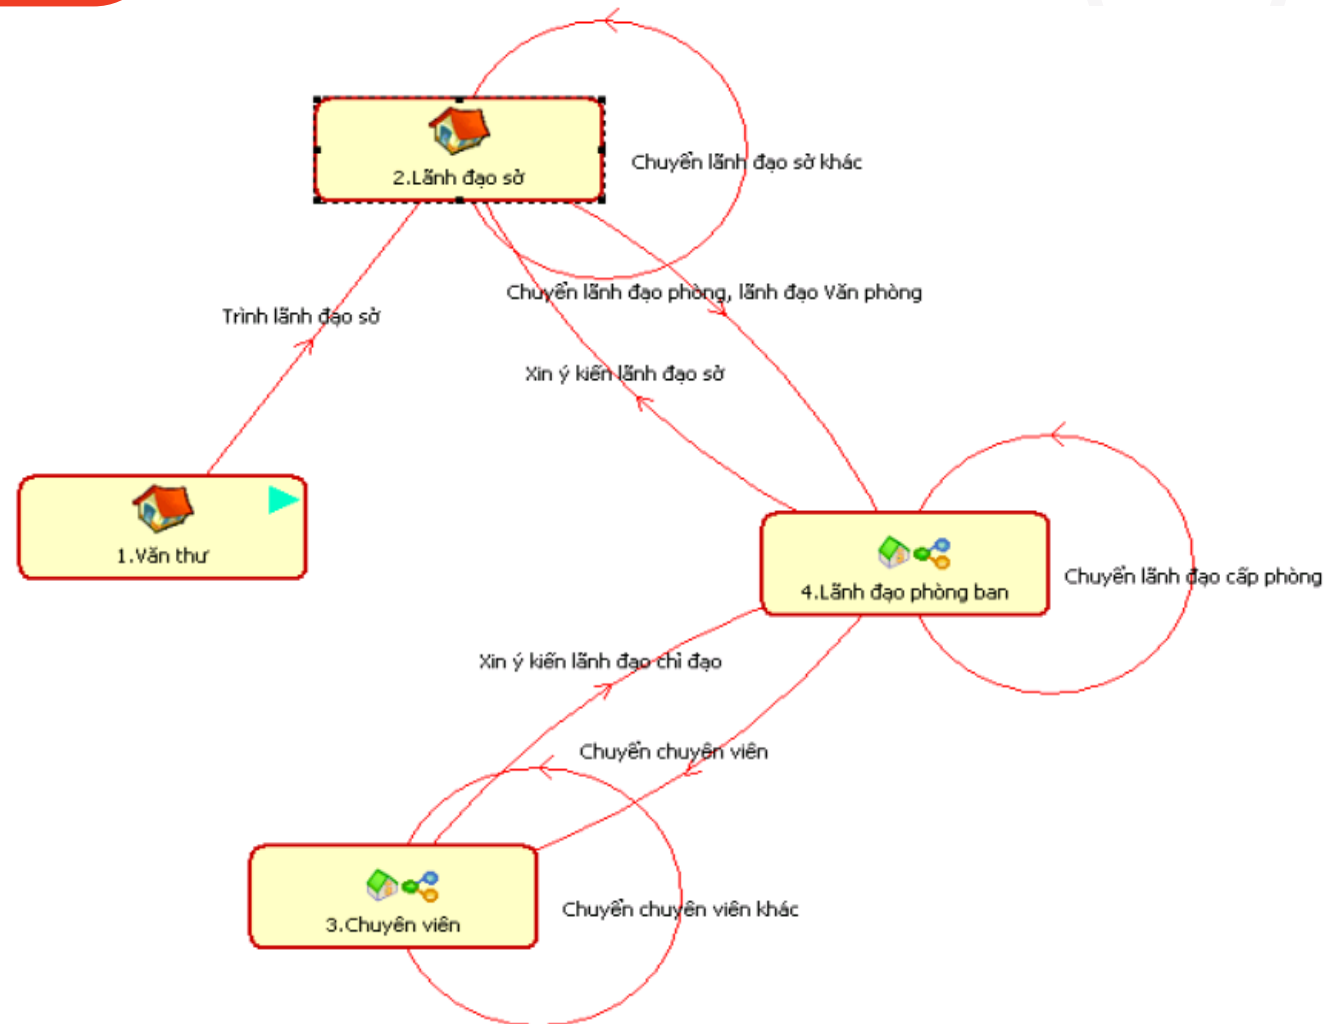 2.Lãnh đạo sở
Chuyển lãnh đạo sở khác
Chuyển lãnh đạo phòng, lãnh đạo Văn phòng
Trình lãnh đạo sở
Xin ý kiến lãnh đạo sở
1.Văn thư
4.Lãnh đạo phòng ban
Chuyển lãnh đạo cấp phòng
Xin ý kiến lãnh đạo chỉ đạo
Chuyển chuyên viên
3.Chuyên viên
Chuyển chuyên viên khác